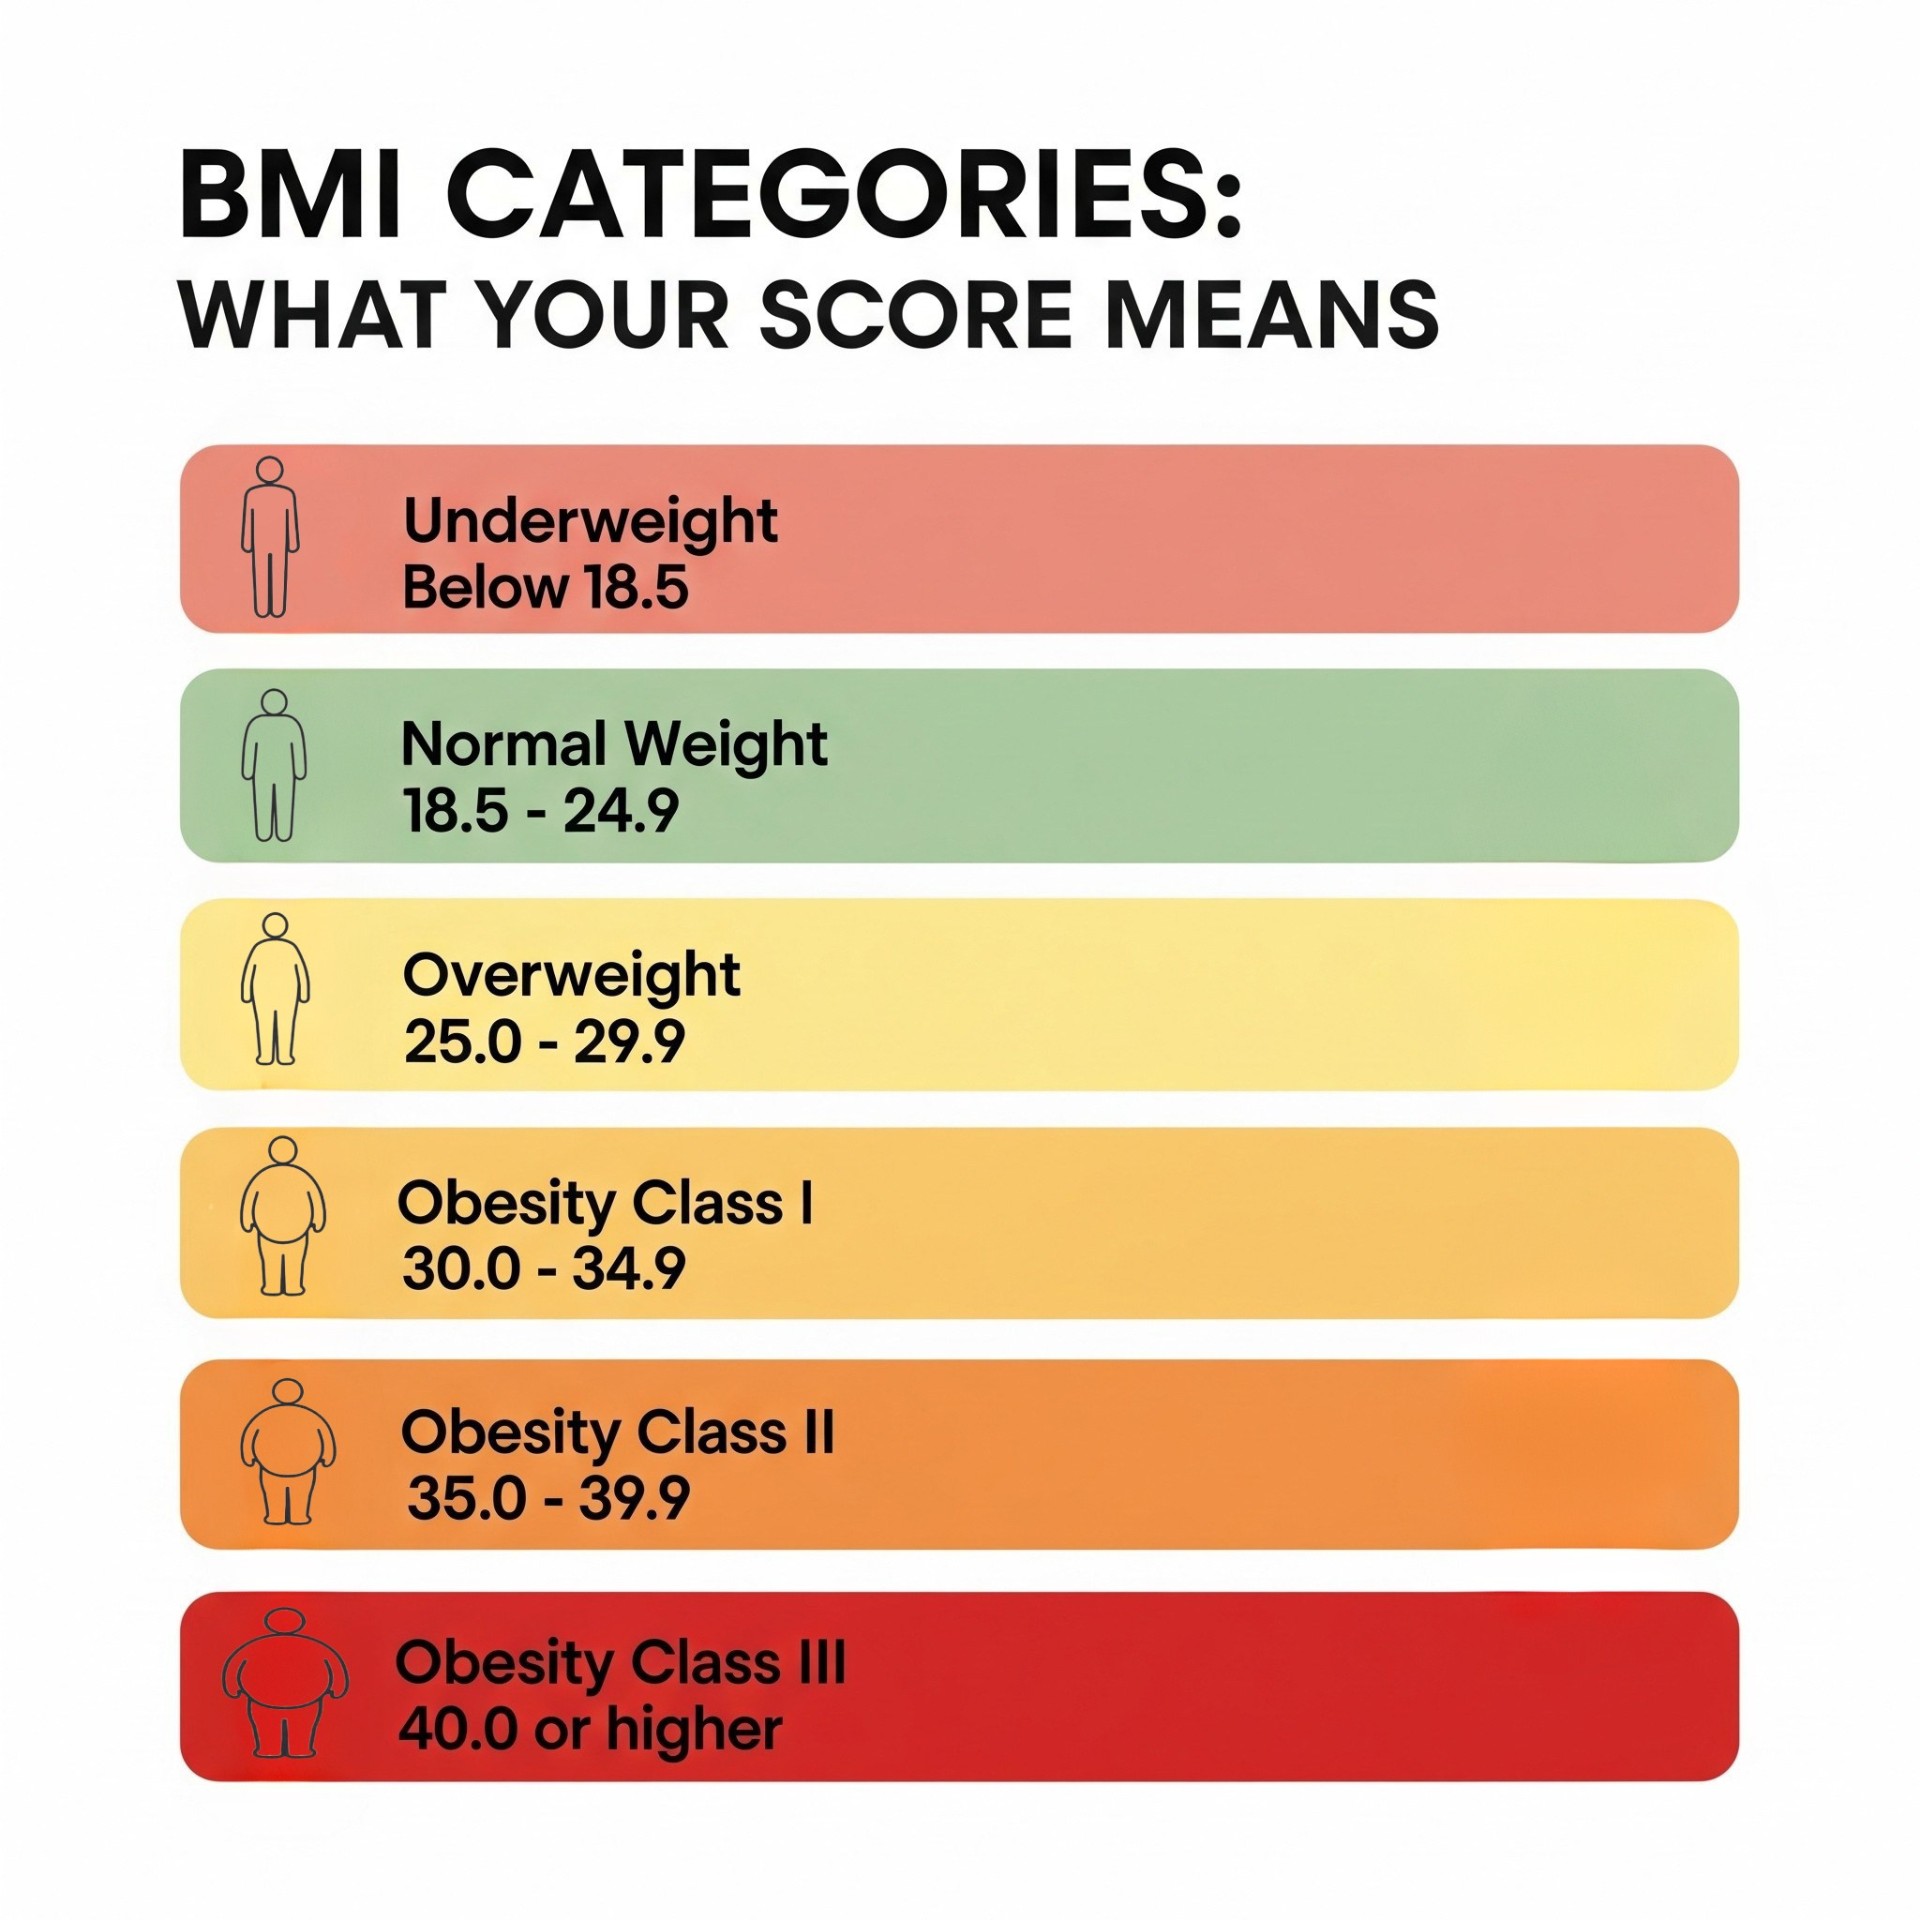 BMI CATEGORIES:
WHAT YOUR SCORE MEANS
Underweight
Below 18.5
Normal Weight
18.5 - 24.9
Overweight
25.0 - 29.9
Obesity Class I
30.0 - 34.9
Obesity Class II
35.0 - 39.9
Obesity Class III
40.0 or higher